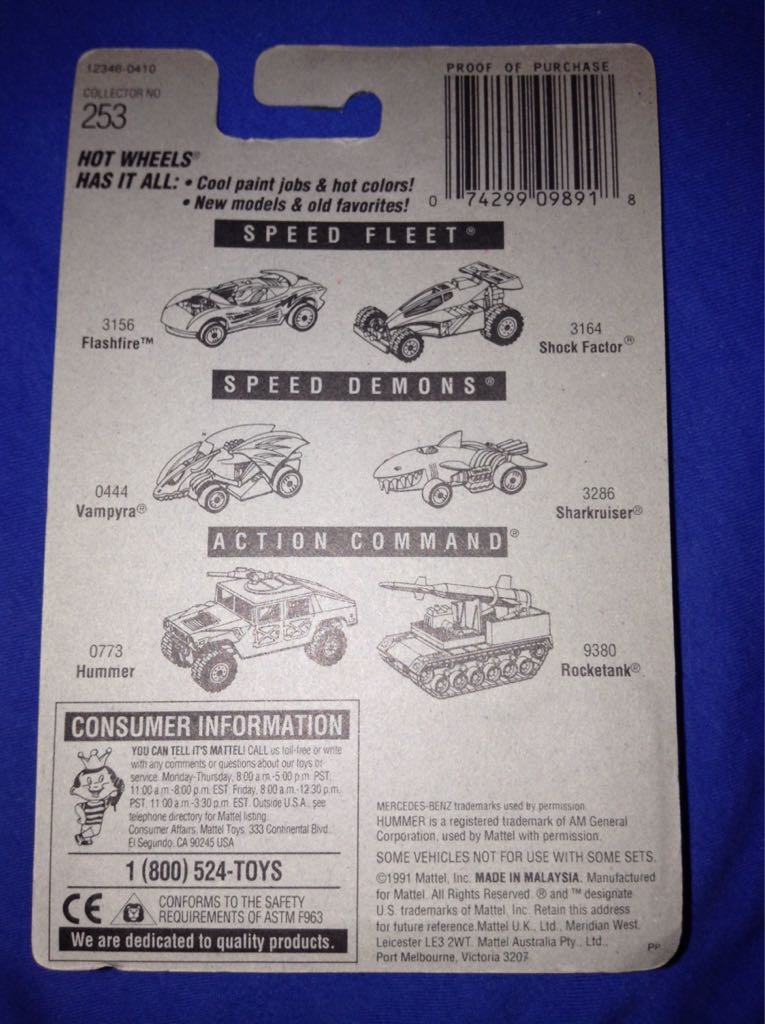 12346-0410
COLLECTOR NO
253
PROOF OF PURCHASE
0 74299 09891 8
HOT WHEELS®
HAS IT ALL: • Cool paint jobs & hot colors!
• New models & old favorites!
SPEED FLEET®
3156
Flashfire™
3164
Shock Factor®
SPEED DEMONS®
0444
Vampyra®
3286
Sharkruiser®
ACTION COMMAND®
0773
Hummer
9380
Rocketank®
CONSUMER INFORMATION
YOU CAN TELL IT'S MATTEL! CALL us toll-free or write
with any comments or questions about our toys or
service. Monday-Thursday, 8:00 a.m.-5:00 p.m. PST,
11:00 a.m.-8:00 p.m. EST. Friday, 8:00 a.m.-12:30 p.m.
PST, 11:00 a.m.-3:30 p.m. EST. Outside U.S.A., see
telephone directory for Mattel listing.
Consumer Affairs, Mattel Toys, 333 Continental Blvd.,
El Segundo, CA 90245 USA
1 (800) 524-TOYS
CE
CONFORMS TO THE SAFETY
REQUIREMENTS OF ASTM F963
We are dedicated to quality products.
MERCEDES-BENZ trademarks used by permission.
HUMMER is a registered trademark of AM General
Corporation, used by Mattel with permission.
SOME VEHICLES NOT FOR USE WITH SOME SETS.
©1991 Mattel, Inc. MADE IN MALAYSIA. Manufactured
for Mattel. All Rights Reserved. ® and ™ designate
U.S. trademarks of Mattel, Inc. Retain this address
for future reference. Mattel U.K., Ltd., Meridian West,
Leicester LE3 2WT. Mattel Australia Pty., Ltd.,
Port Melbourne, Victoria 3207.
PP